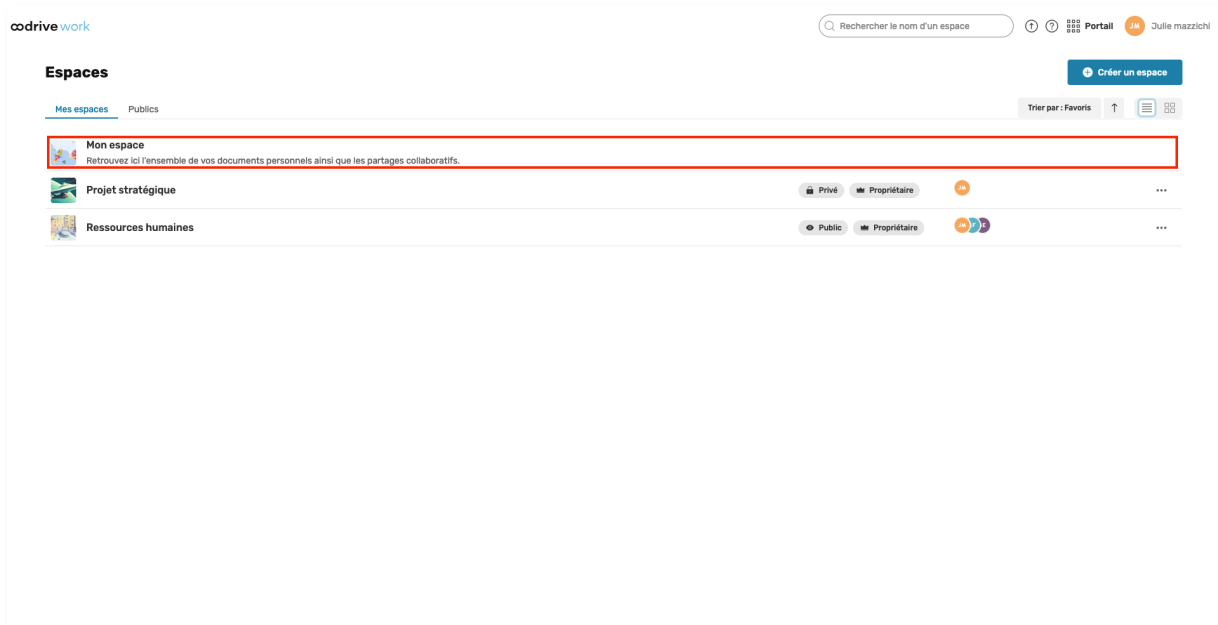 oodrive work
Rechercher le nom d'un espace
Portail
JM
Julie mazzichi
Espaces
Créer un espace
Mes espaces
Publics
Trier par : Favoris
Mon espace
Retrouvez ici l'ensemble de vos documents personnels ainsi que les partages collaboratifs.
Projet stratégique
Privé
Propriétaire
JM
Ressources humaines
Public
Propriétaire
JM
F
E